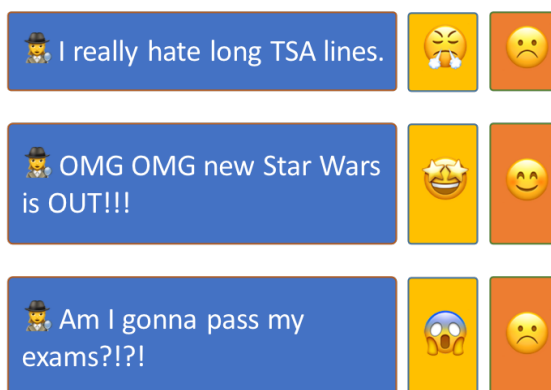 I really hate long TSA lines.
OMG OMG new Star Wars
is OUT!!!
Am I gonna pass my
exams?!?!